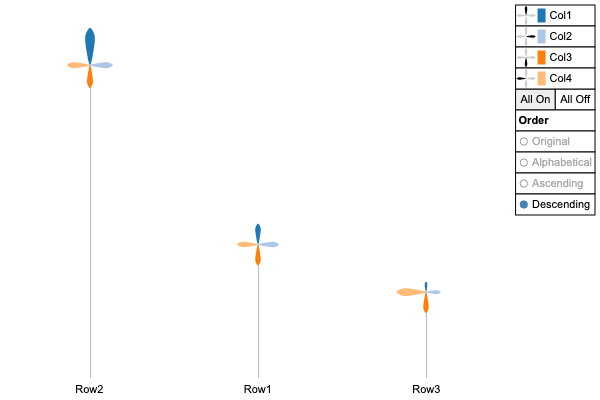 Col1
Col2
Col3
Col4
All On All Off
Order
Original
Alphabetical
Ascending
Descending
Row2 Row1 Row3